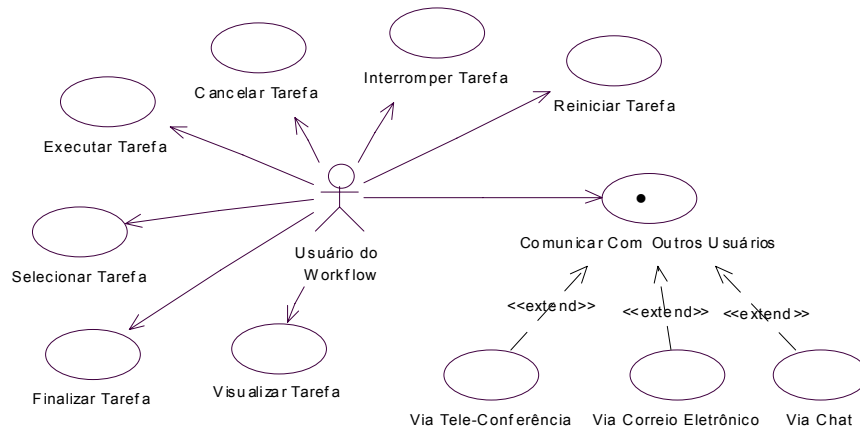 Interromper Tarefa
Cancelar Tarefa
Reiniciar Tarefa
Executar Tarefa
Usuário do
Workflow
Comunicar Com Outros Usuários
Selecionar Tarefa
<<extend>>
<<extend>>
<<extend>>
Finalizar Tarefa
Visualizar Tarefa
Via Tele-Conferência
Via Correio Eletrônico
Via Chat